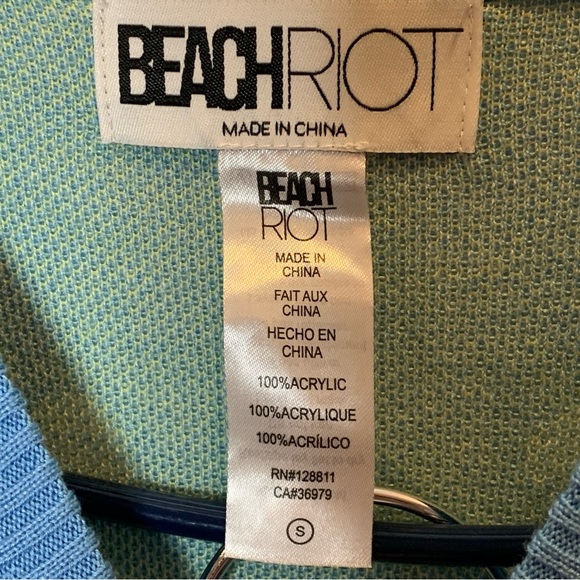 BEACHRIOT
MADE IN CHINA
BEACH
RIOT
MADE IN
CHINA
FAIT AUX
CHINA
HECHO EN
CHINA
100%ACRYLIC
100%ACRYLIQUE
100%ACRÍLICO
RN#128811
CA#36979
S